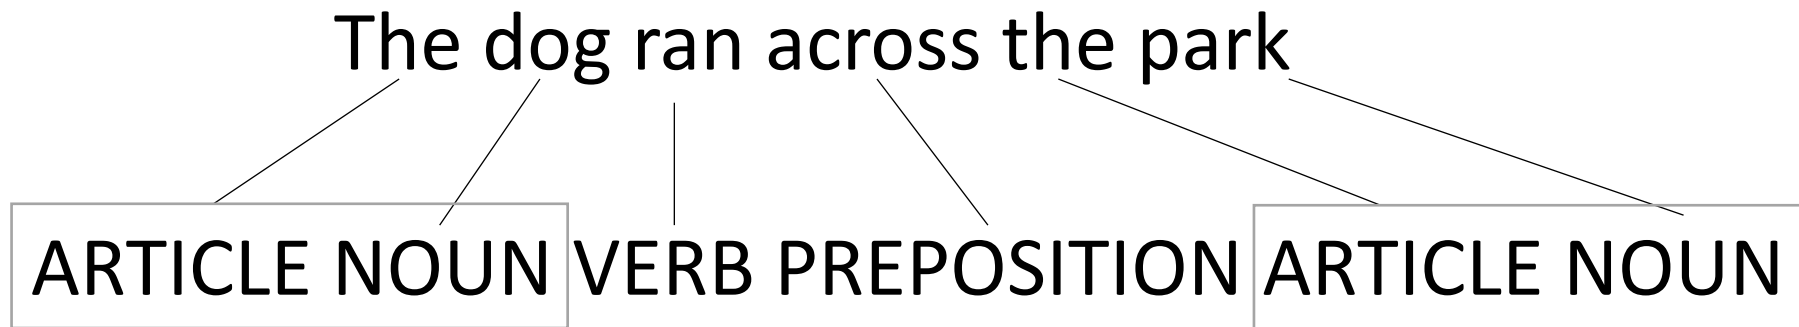 The dog ran across the park
ARTICLE NOUN VERB PREPOSITION ARTICLE NOUN